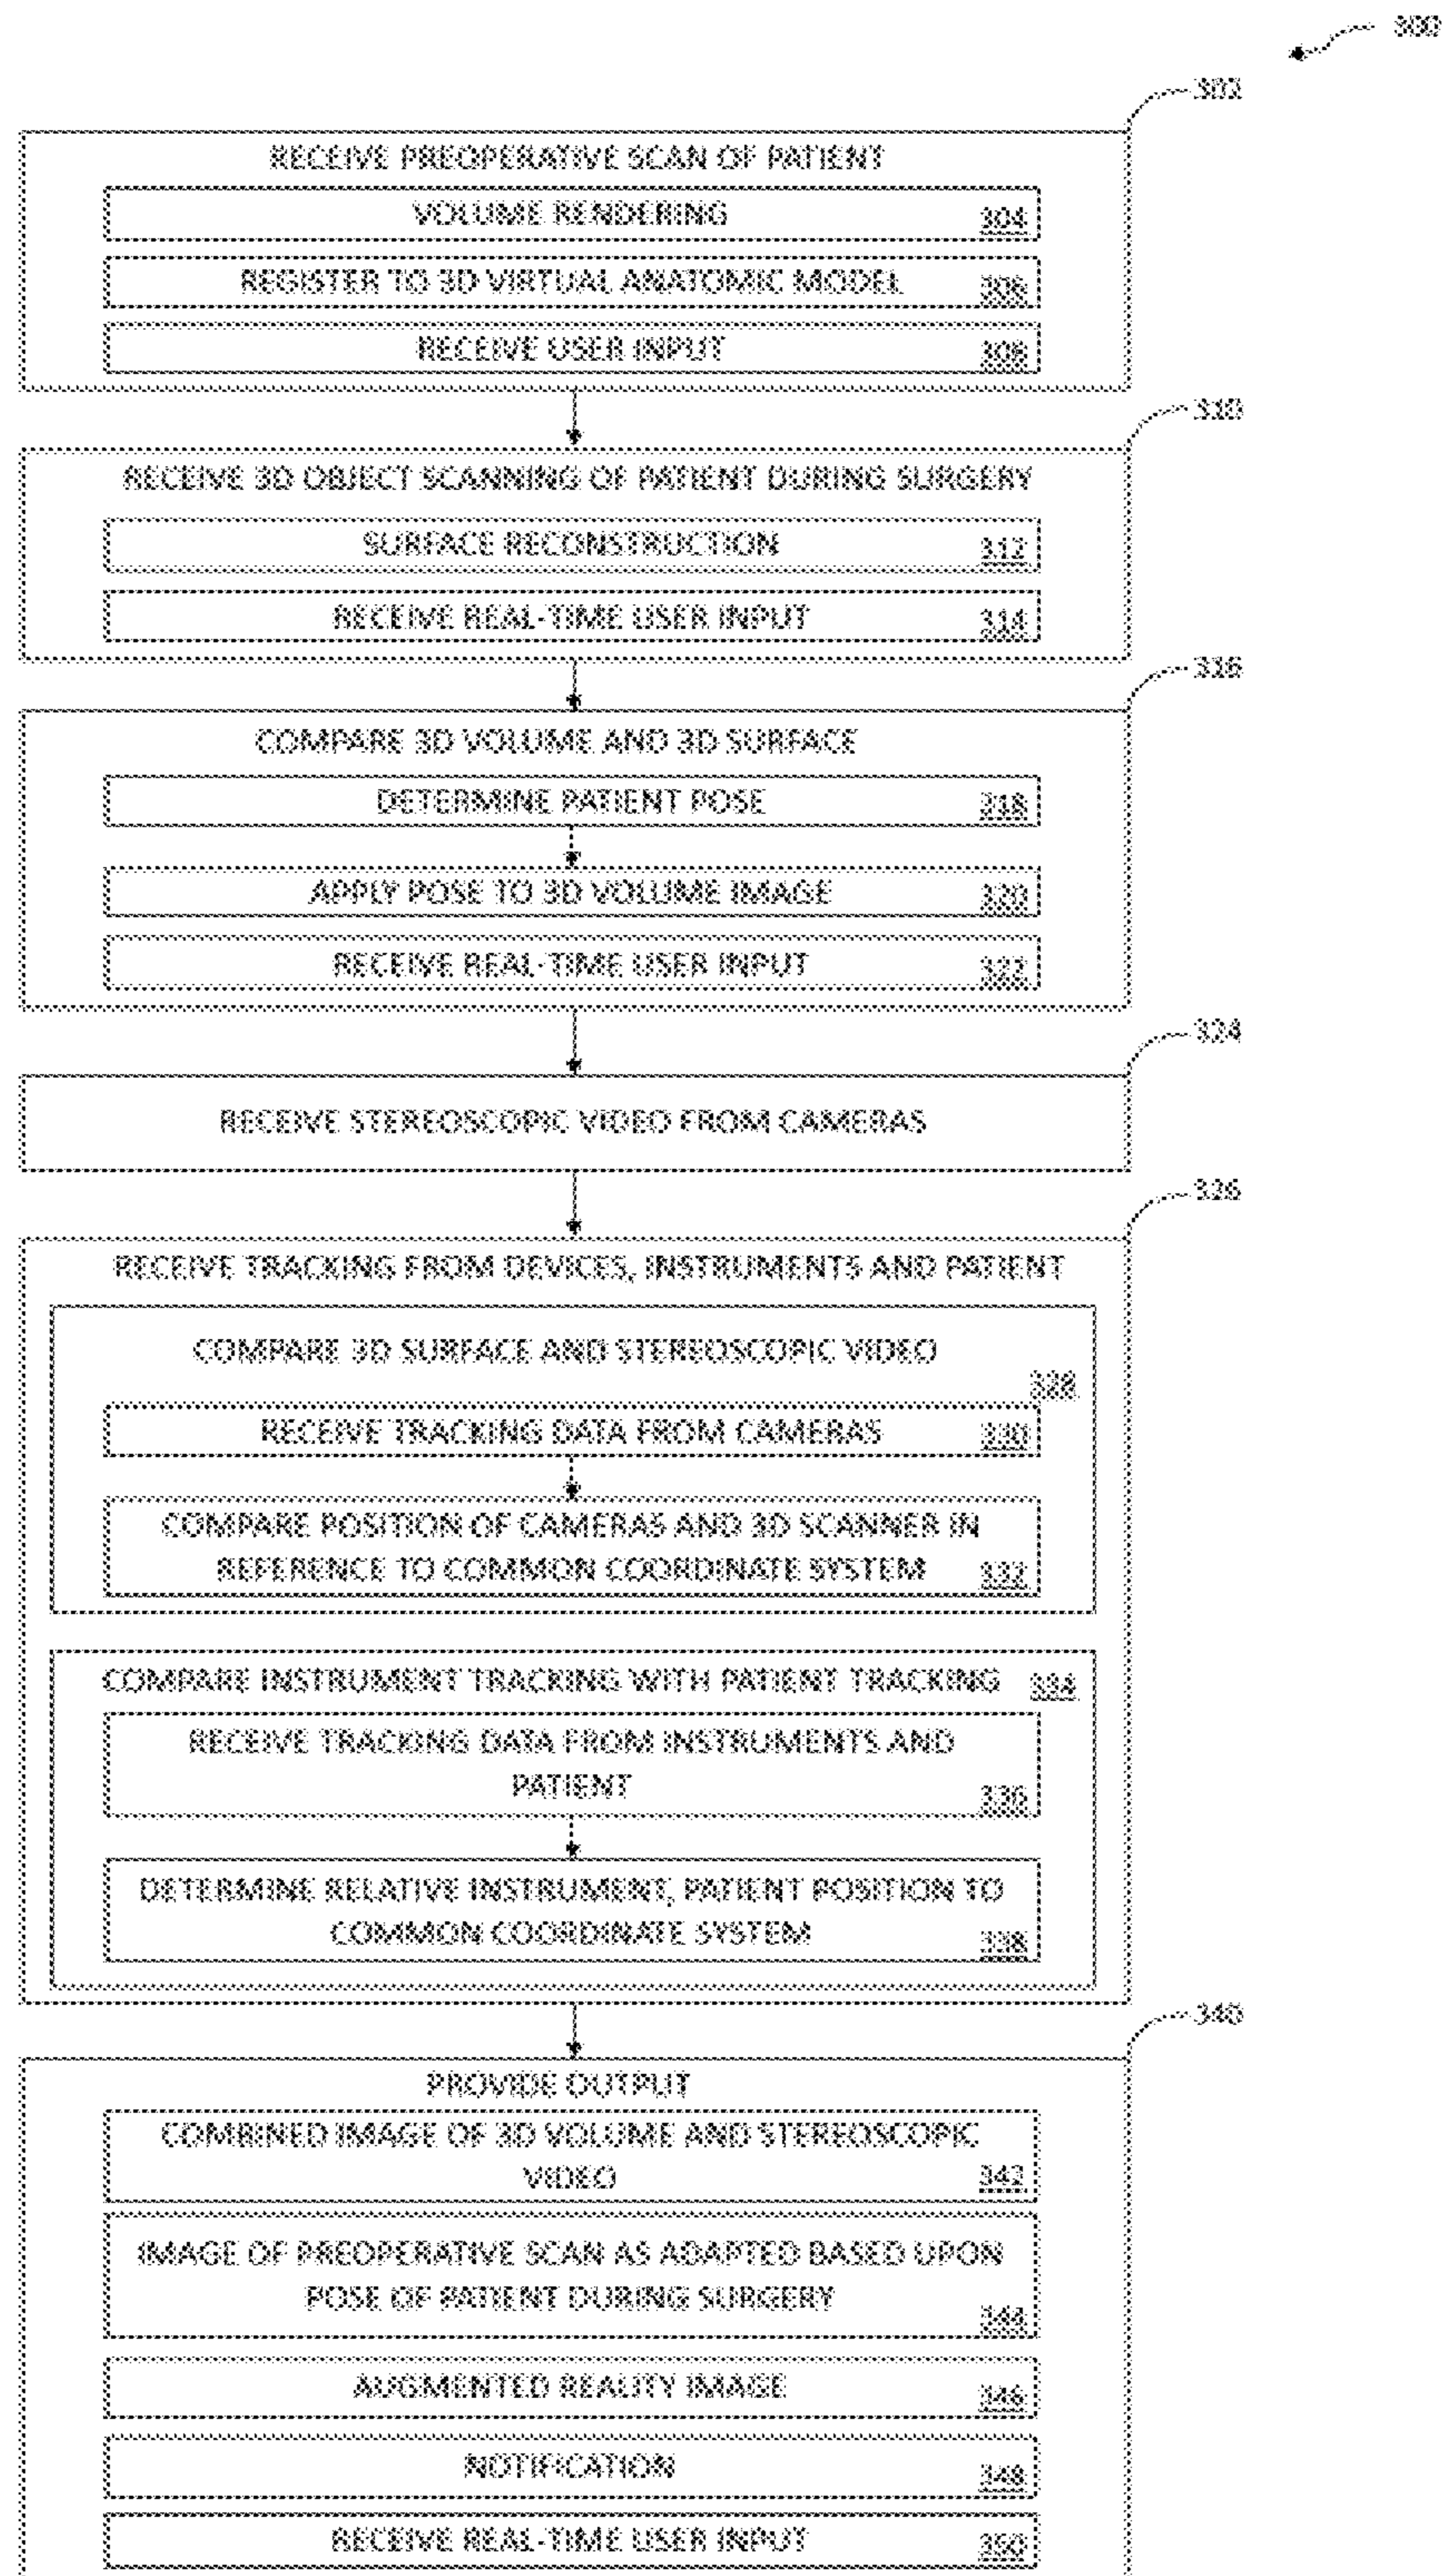 300
302
RECEIVE PREOPERATIVE SCAN OF PATIENT
VOLUME RENDERING 304
REGISTER TO 3D VIRTUAL ANATOMIC MODEL 306
RECEIVE USER INPUT 308
310
RECEIVE 3D OBJECT SCANNING OF PATIENT DURING SURGERY
SURFACE RECONSTRUCTION 312
RECEIVE REAL-TIME USER INPUT 314
316
COMPARE 3D VOLUME AND 3D SURFACE
DETERMINE PATIENT POSE 318
APPLY POSE TO 3D VOLUME IMAGE 320
RECEIVE REAL-TIME USER INPUT 322
324
RECEIVE STEREOSCOPIC VIDEO FROM CAMERAS
326
RECEIVE TRACKING FROM DEVICES, INSTRUMENTS AND PATIENT
COMPARE 3D SURFACE AND STEREOSCOPIC VIDEO
328
RECEIVE TRACKING DATA FROM CAMERAS 330
COMPARE POSITION OF CAMERAS AND 3D SCANNER IN
REFERENCE TO COMMON COORDINATE SYSTEM 332
COMPARE INSTRUMENT TRACKING WITH PATIENT TRACKING 334
RECEIVE TRACKING DATA FROM INSTRUMENTS AND
PATIENT 336
DETERMINE RELATIVE INSTRUMENT, PATIENT POSITION TO
COMMON COORDINATE SYSTEM 338
340
PROVIDE OUTPUT
COMBINED IMAGE OF 3D VOLUME AND STEREOSCOPIC
VIDEO 342
IMAGE OF PREOPERATIVE SCAN AS ADAPTED BASED UPON
POSE OF PATIENT DURING SURGERY 344
AUGMENTED REALITY IMAGE 346
NOTIFICATION 348
RECEIVE REAL-TIME USER INPUT 350